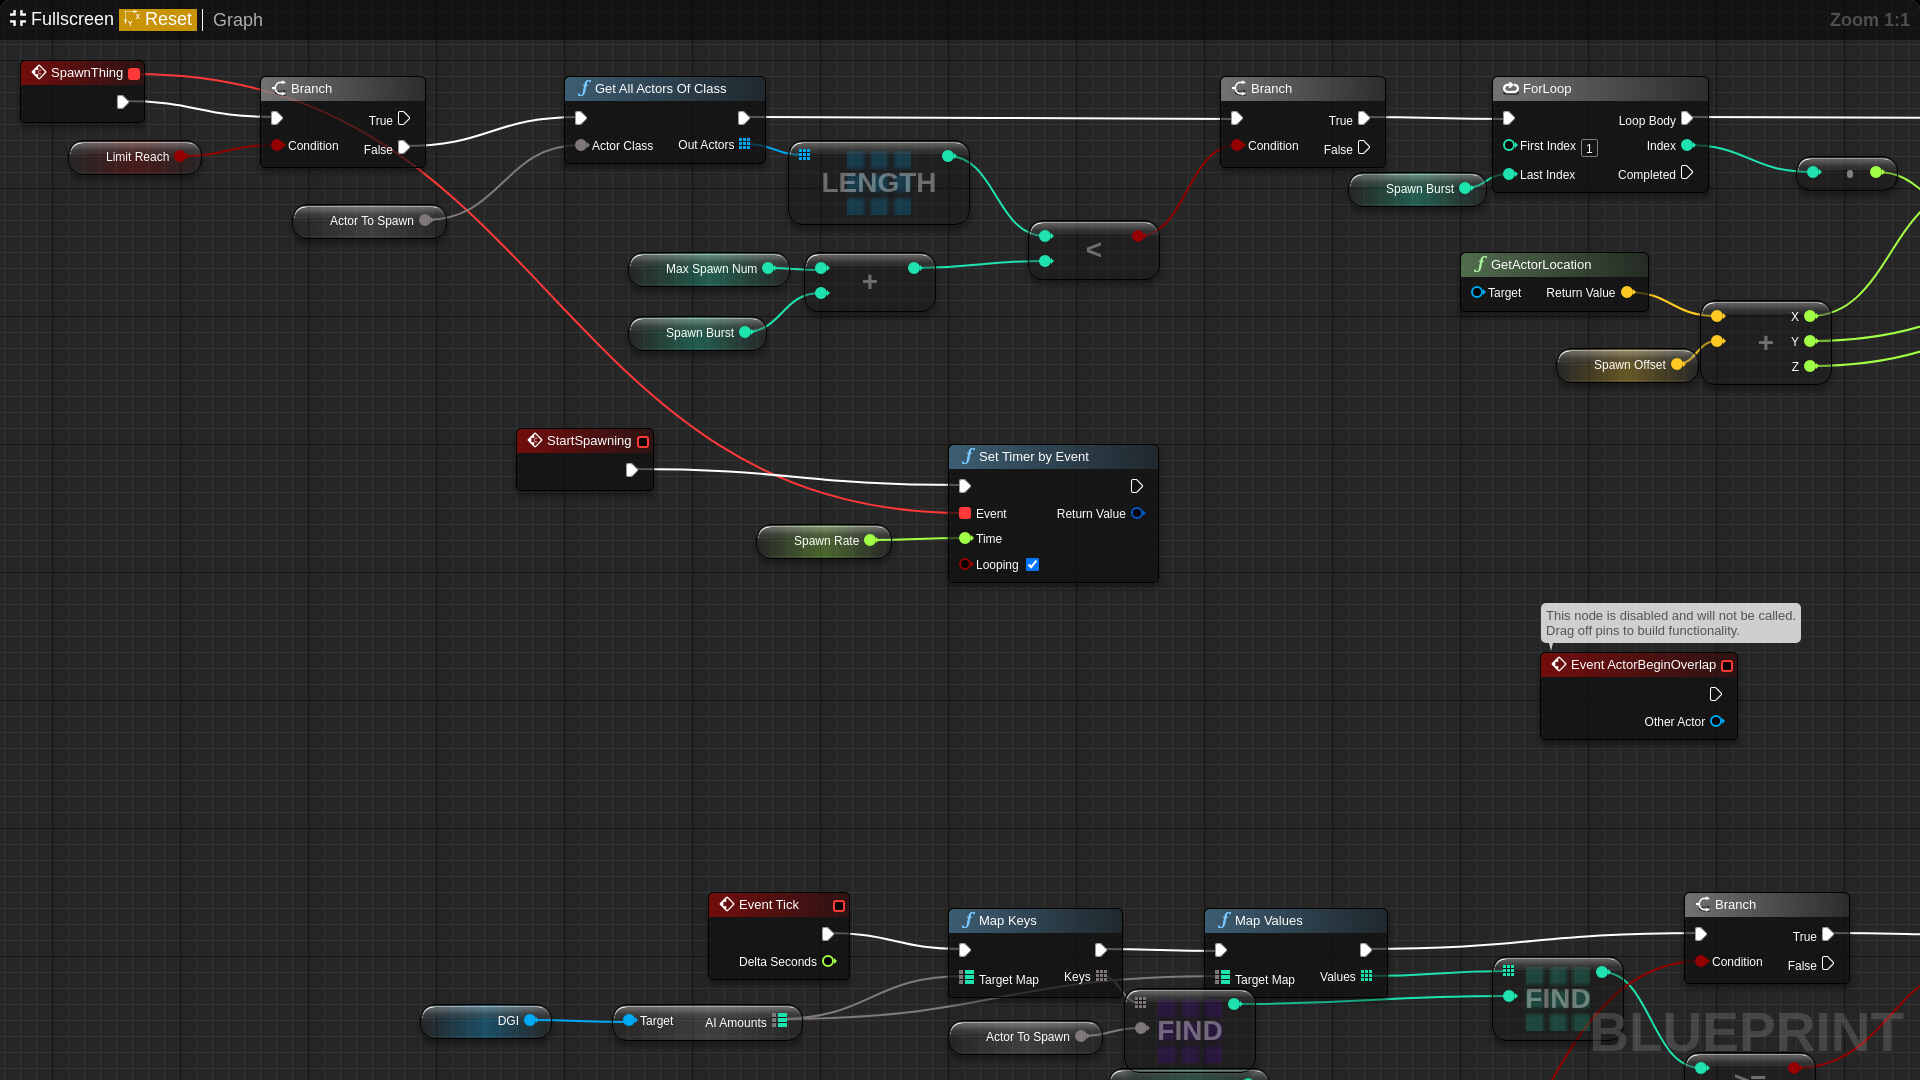 Fullscreen Reset Graph Zoom 1:1
SpawnThing
Branch
True
Condition
False
Limit Reach
Actor To Spawn
Get All Actors Of Class
Actor Class Out Actors
LENGTH
Max Spawn Num
+
Spawn Burst
<
Branch
True
Condition
False
Spawn Burst
ForLoop
Loop Body
First Index 1 Index
Last Index Completed
GetActorLocation
Target Return Value
Spawn Offset
X
+ Y
Z
StartSpawning
Set Timer by Event
Event Return Value
Time
Looping
Spawn Rate
This node is disabled and will not be called.
Drag off pins to build functionality.
Event ActorBeginOverlap
Other Actor
Event Tick
Delta Seconds
DGI
Target AI Amounts
Map Keys
Target Map Keys
Actor To Spawn
FIND
Map Values
Target Map Values
FIND
Branch
True
Condition
False
BLUEPRINT
>=